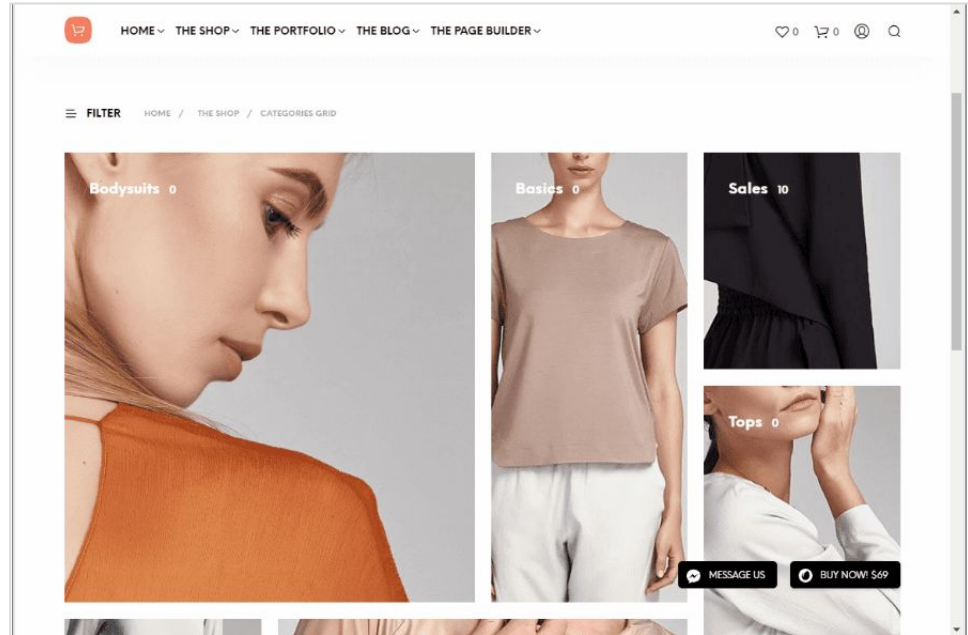 HOME THE SHOP THE PORTFOLIO THE BLOG THE PAGE BUILDER 0 0
FILTER HOME / THE SHOP / CATEGORIES GRID
Bodysuits 0
Basics 0
Sales 10
Tops 0
MESSAGE US
BUY NOW! $69